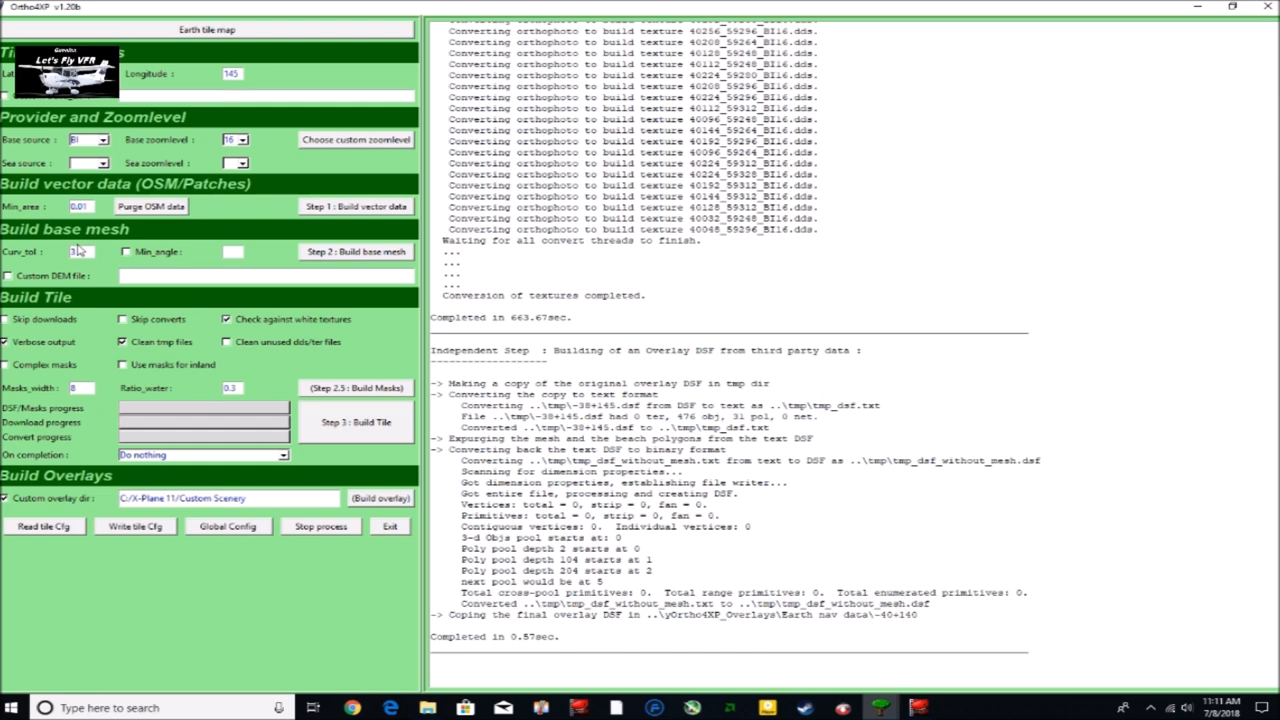 Ortho4XP v1.20b
Earth tile map
Let's Fly VFR
Longitude :
145
Provider and Zoomlevel
Base source :
BI
Base zoomlevel :
16
Choose custom zoomlevel
Sea source :
Sea zoomlevel :
Build vector data (OSM/Patches)
Min_area :
0.01
Purge OSM data
Step 1 : Build vector data
Build base mesh
Curv_tol :
3
Min_angle :
Step 2 : Build base mesh
Custom DEM file :
Build Tile
Skip downloads
Skip converts
Check against white textures
Verbose output
Clean tmp files
Clean unused dds/ter files
Complex masks
Use masks for inland
Masks_width :
8
Ratio_water :
0.3
(Step 2.5 : Build Masks)
DSF/Masks progress
Download progress
Step 3 : Build Tile
Convert progress
On completion :
Do nothing
Build Overlays
Custom overlay dir :
C:/X-Plane 11/Custom Scenery
(Build overlay)
Read tile Cfg
Write tile Cfg
Global Config
Stop process
Exit
Converting orthophoto to build texture 40256_59296_BI16.dds.
Converting orthophoto to build texture 40208_59264_BI16.dds.
Converting orthophoto to build texture 40128_59248_BI16.dds.
Converting orthophoto to build texture 40112_59248_BI16.dds.
Converting orthophoto to build texture 40224_59280_BI16.dds.
Converting orthophoto to build texture 40208_59296_BI16.dds.
Converting orthophoto to build texture 40224_59296_BI16.dds.
Converting orthophoto to build texture 40112_59312_BI16.dds.
Converting orthophoto to build texture 40096_59248_BI16.dds.
Converting orthophoto to build texture 40144_59264_BI16.dds.
Converting orthophoto to build texture 40192_59296_BI16.dds.
Converting orthophoto to build texture 40096_59264_BI16.dds.
Converting orthophoto to build texture 40224_59312_BI16.dds.
Converting orthophoto to build texture 40224_59328_BI16.dds.
Converting orthophoto to build texture 40192_59312_BI16.dds.
Converting orthophoto to build texture 40144_59312_BI16.dds.
Converting orthophoto to build texture 40128_59312_BI16.dds.
Converting orthophoto to build texture 40032_59248_BI16.dds.
Converting orthophoto to build texture 40048_59296_BI16.dds.
Waiting for all convert threads to finish.
...
...
...
...
Conversion of textures completed.
Completed in 663.67sec.
Independent Step : Building of an Overlay DSF from third party data :
-------------------
-> Making a copy of the original overlay DSF in tmp dir
-> Converting the copy to text format
Converting ..\tmp\-38+145.dsf from DSF to text as ..\tmp\tmp_dsf.txt
File ..\tmp\-38+145.dsf had 0 ter, 476 obj, 31 pol, 0 net.
Converted ..\tmp\-38+145.dsf to ..\tmp\tmp_dsf.txt
-> Expurging the mesh and the beach polygons from the text DSF
-> Converting back the text DSF to binary format
Converting ..\tmp\tmp_dsf_without_mesh.txt from text to DSF as ..\tmp\tmp_dsf_without_mesh.dsf
Scanning for dimension properties...
Got dimension properties, establishing file writer...
Got entire file, processing and creating DSF.
Vertices: total = 0, strip = 0, fan = 0.
Primitives: total = 0, strip = 0, fan = 0.
Contiguous vertices: 0. Individual vertices: 0
3-d Objs pool starts at: 0
Poly pool depth 2 starts at 0
Poly pool depth 104 starts at 1
Poly pool depth 204 starts at 2
next pool would be at 5
Total cross-pool primitives: 0. Total range primitives: 0. Total enumerated primitives: 0.
Converted ..\tmp\tmp_dsf_without_mesh.txt to ..\tmp\tmp_dsf_without_mesh.dsf
-> Coping the final overlay DSF in ..\yOrtho4XP_Overlays\Earth nav data\-40+140
Completed in 0.57sec.
Type here to search
11:11 AM
7/8/2018